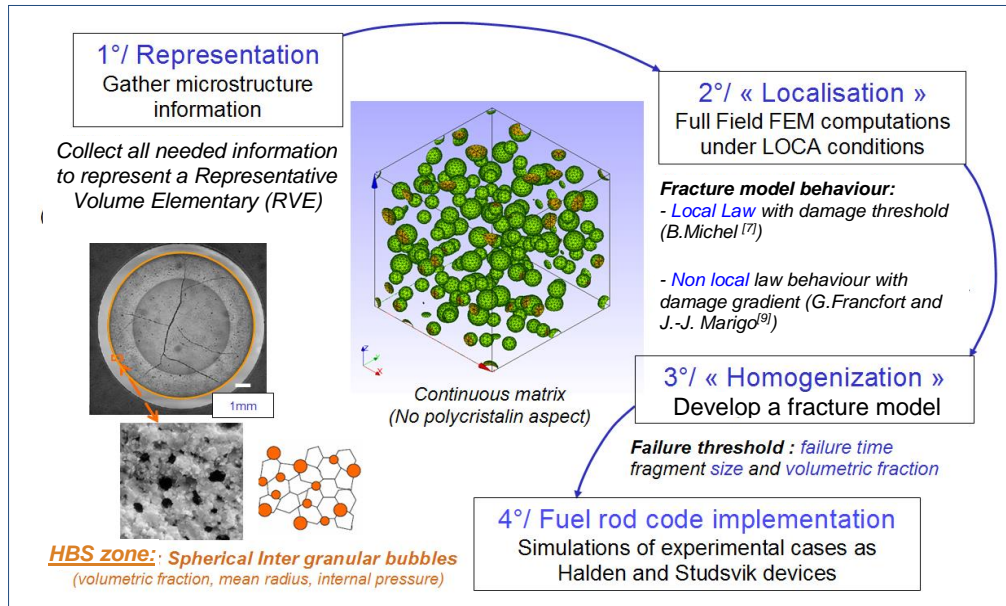 1°/ Representation
Gather microstructure
information
Collect all needed information
to represent a Representative
Volume Elementary (RVE)
1mm
HBS zone: : Spherical Inter granular bubbles
(volumetric fraction, mean radius, internal pressure)
Z
Y
X
Continuous matrix
(No polycristalin aspect)
2°/ « Localisation »
Full Field FEM computations
under LOCA conditions
Fracture model behaviour:
- Local Law with damage threshold
(B.Michel [7])
- Non local law behaviour with
damage gradient (G.Francfort and
J.-J. Marigo[9])
3°/ « Homogenization »
Develop a fracture model
Failure threshold : failure time
fragment size and volumetric fraction
4°/ Fuel rod code implementation
Simulations of experimental cases as
Halden and Studsvik devices